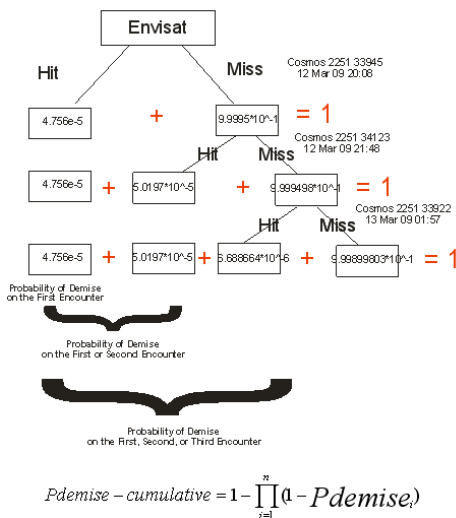 Envisat
Hit
Miss
Cosmos 2251 33945
12 Mar 09 20:08
4.756e-5 + 9.9995*10^-1 = 1
Cosmos 2251 34123
12 Mar 09 21:48
Hit
Miss
4.756e-5 + 5.0197*10^-5 + 9.999498*10^-1 = 1
Cosmos 2251 33922
13 Mar 09 01:57
Hit
Miss
4.756e-5 + 5.0197*10^-5 + 6.688664*10^-6 + 9.99899803*10^-1 = 1
Probability of Demise
on the First Encounter
Probability of Demise
on the First or Second Encounter
Probability of Demise
on the First, Second, or Third Encounter
Pdemise – cumulative = 1 – ∏ⁿᵢ₌₁ (1 – Pdemiseᵢ)